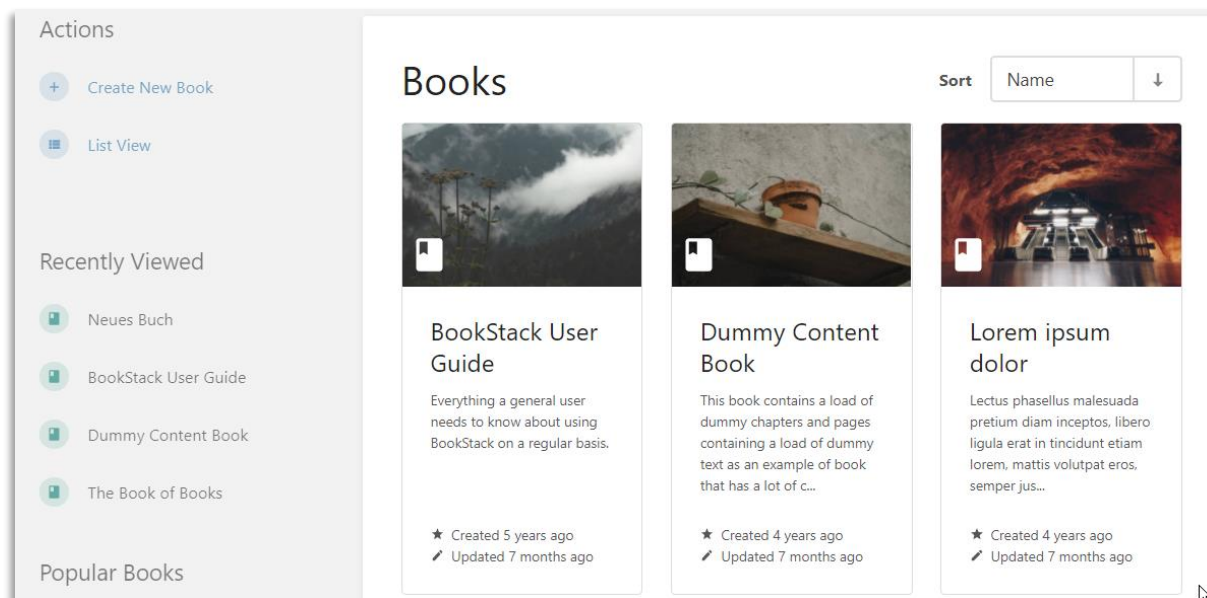 Actions
Create New Book
List View
Recently Viewed
Neues Buch
BookStack User Guide
Dummy Content Book
The Book of Books
Popular Books
Books
Sort
Name
BookStack User
Guide
Everything a general user
needs to know about using
BookStack on a regular basis.
Created 5 years ago
Updated 7 months ago
Dummy Content
Book
This book contains a load of
dummy chapters and pages
containing a load of dummy
text as an example of book
that has a lot of c...
Created 4 years ago
Updated 7 months ago
Lorem ipsum
dolor
Lectus phasellus malesuada
pretium diam inceptos, libero
ligula erat in tincidunt etiam
lorem, mattis volutpat eros,
semper jus...
Created 4 years ago
Updated 7 months ago